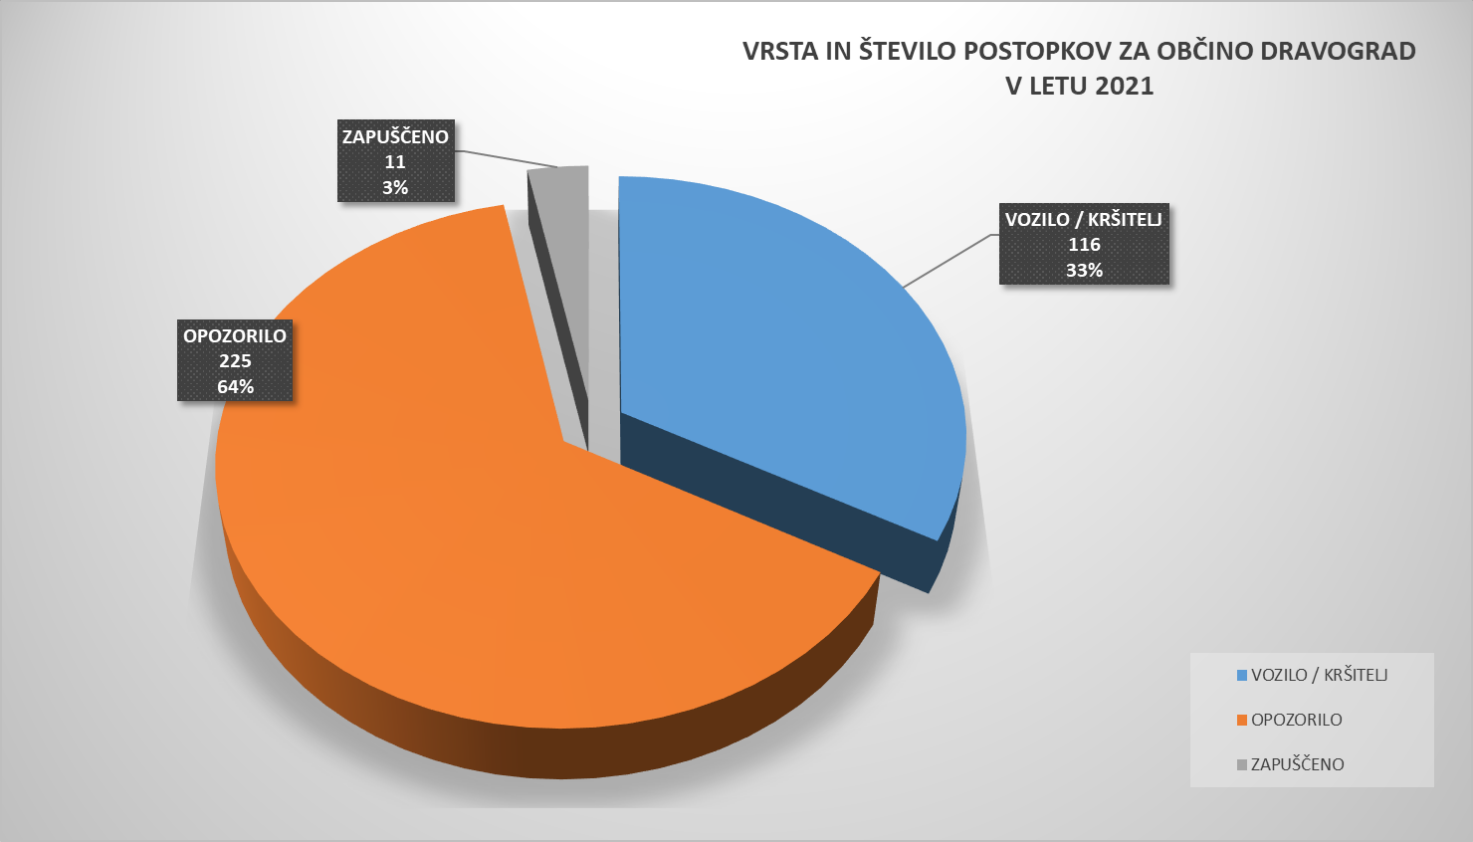 VRSTA IN ŠTEVILO POSTOPKOV ZA OBČINO DRAVOGRAD
V LETU 2021
ZAPUŠČENO
11
3%
VOZILO / KRŠITELJ
116
33%
OPOZORILO
225
64%
VOZILO / KRŠITELJ
OPOZORILO
ZAPUŠČENO